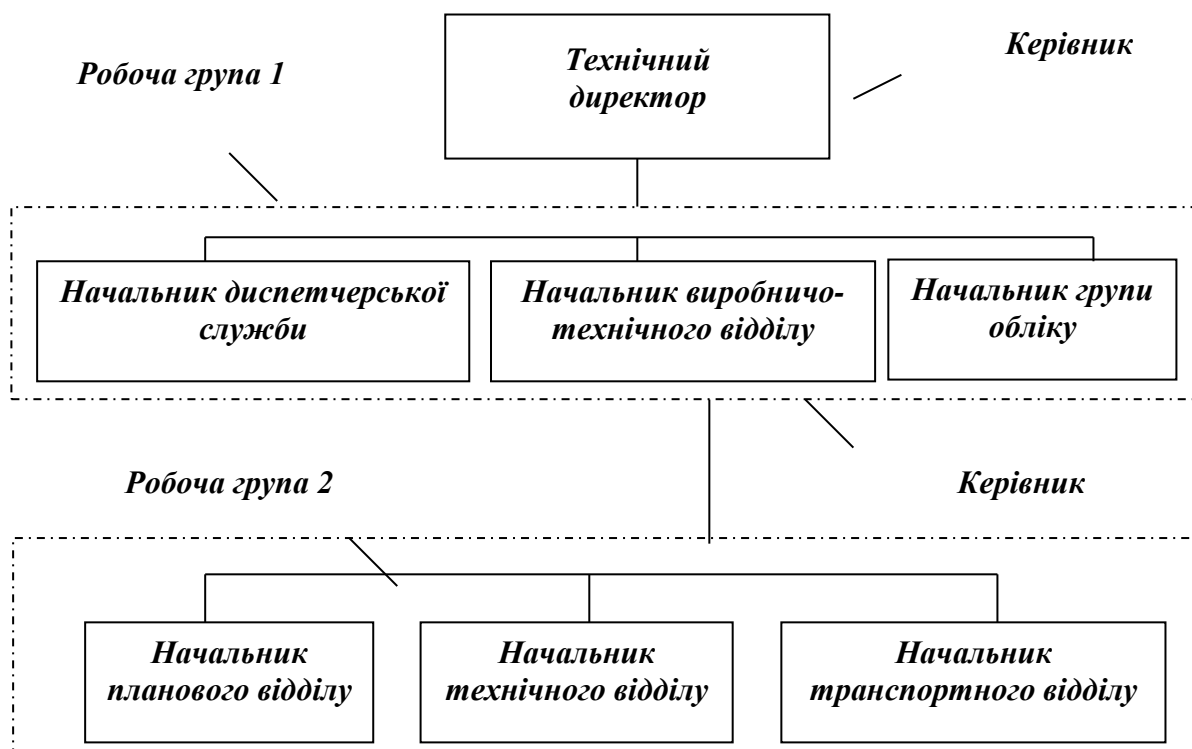 Керівник
Робоча група 1
Технічний
директор
Начальник диспетчерської
служби
Начальник виробничо-
технічного відділу
Начальник групи
обліку
Робоча група 2
Керівник
Начальник
планового відділу
Начальник
технічного відділу
Начальник
транспортного відділу